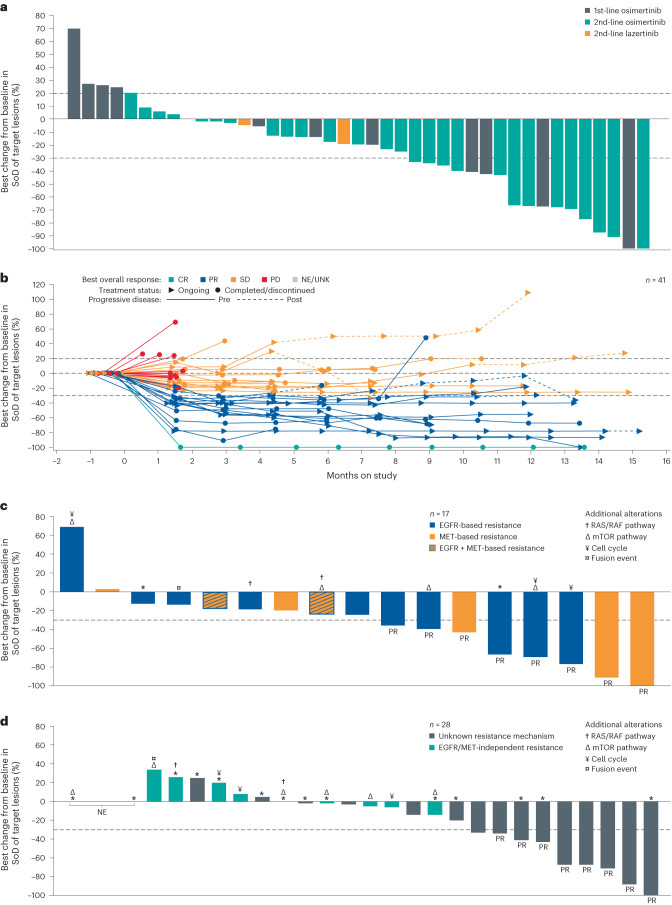 a
1st-line osimertinib
2nd-line osimertinib
2nd-line lazertinib
Best change from baseline in
SoD of target lesions (%)
80
70
60
50
40
30
20
10
0
–10
–20
–30
–40
–50
–60
–70
–80
–90
–100
b
Best overall response: CR PR SD PD NE/UNK
n = 41
Treatment status: Ongoing Completed/discontinued
Progressive disease: Pre Post
Best change from baseline in
SoD of target lesions (%)
120
100
80
60
40
20
0
–20
–40
–60
–80
–100
–2 –1 0 1 2 3 4 5 6 7 8 9 10 11 12 13 14 15 16
Months on study
c
n = 17
EGFR-based resistance
MET-based resistance
EGFR + MET-based resistance
Additional alterations
† RAS/RAF pathway
Δ mTOR pathway
¥ Cell cycle
¤ Fusion event
Best change from baseline in
SoD of target lesions (%)
80
60
40
20
0
–20
–40
–60
–80
–100
¥
Δ
*
¤
†
†
Δ
Δ
*
¥
Δ
¥
PR PR PR PR PR PR PR PR
d
n = 28
Unknown resistance mechanism
EGFR/MET-independent resistance
Additional alterations
† RAS/RAF pathway
Δ mTOR pathway
¥ Cell cycle
¤ Fusion event
Best change from baseline in
SoD of target lesions (%)
80
60
40
20
0
–20
–40
–60
–80
–100
Δ
*
*
NE
¤
Δ
†
*
*
¥
*
¥
*
†
Δ
*
*
Δ
*
Δ
¥
Δ
*
*
*
*
*
PR PR PR PR PR PR PR PR